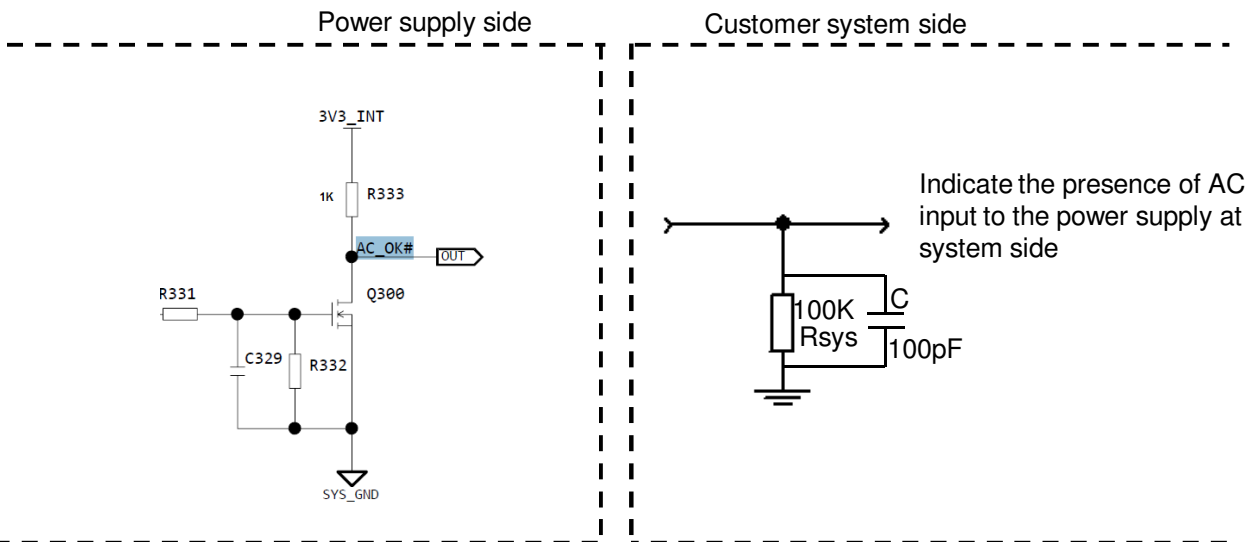 Power supply side
Customer system side
3V3_INT
1K
R333
AC_OK#
OUT
R331
Q300
C329
R332
SYS_GND
Indicate the presence of AC
input to the power supply at
system side
100K
Rsys
C
100pF